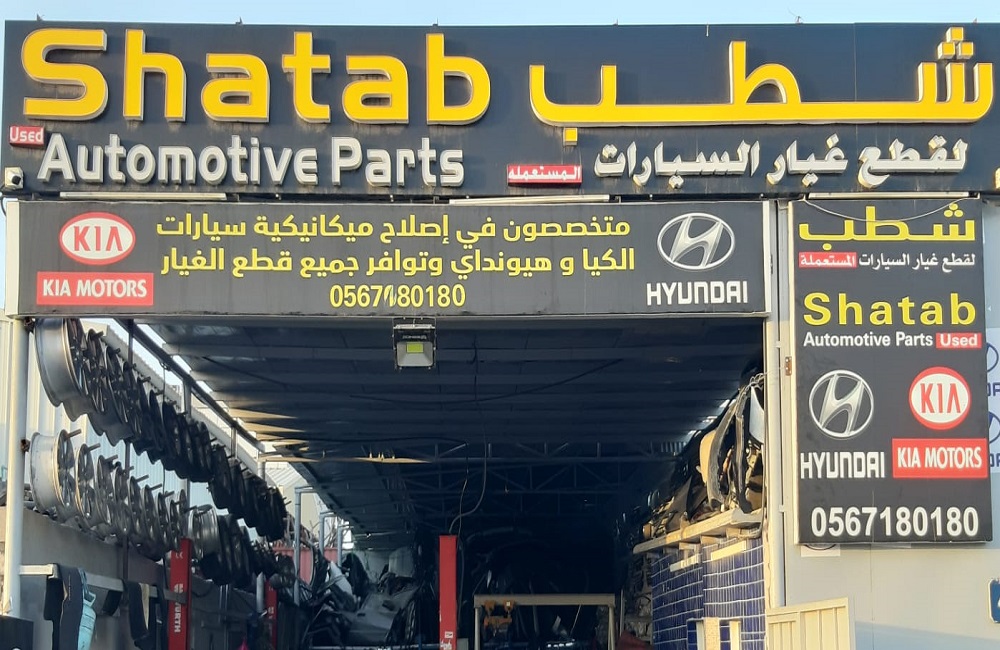 Shatab شطب
Used
Automotive Parts
المستعملة لقطع غيار السيارات
KIA
KIA MOTORS
متخصصون في إصلاح ميكانيكية سيارات
الكيا و هيونداي وتوافر جميع قطع الغيار
0567180180
HYUNDAI
شطب
لقطع غيار السيارات المستعملة
Shatab
Automotive Parts Used
HYUNDAI
KIA
KIA MOTORS
0567180180
WÜRTH